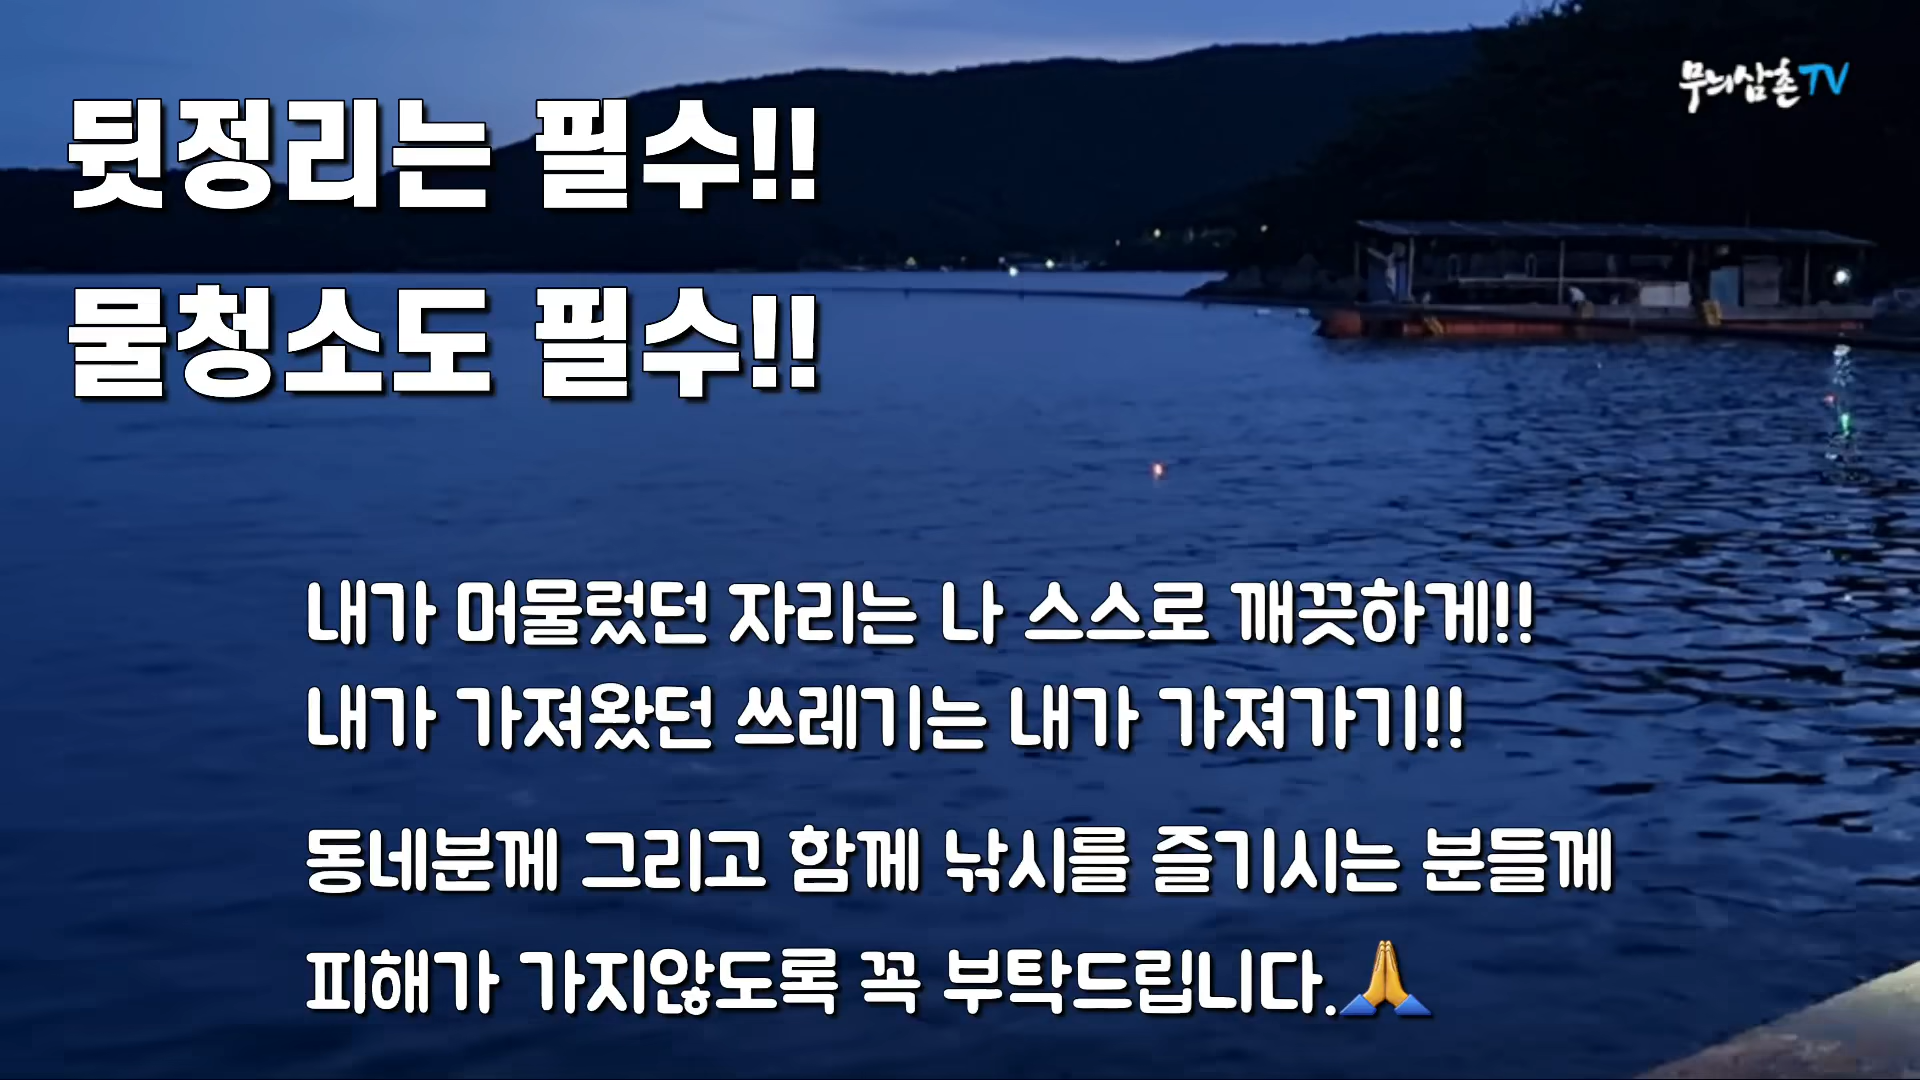 무늬삼촌TV
뒷정리는 필수!!
물청소도 필수!!
내가 머물렀던 자리는 나 스스로 깨끗하게!!
내가 가져왔던 쓰레기는 내가 가져가기!!
동네분께 그리고 함께 낚시를 즐기시는 분들께
피해가 가지않도록 꼭 부탁드립니다.🙏